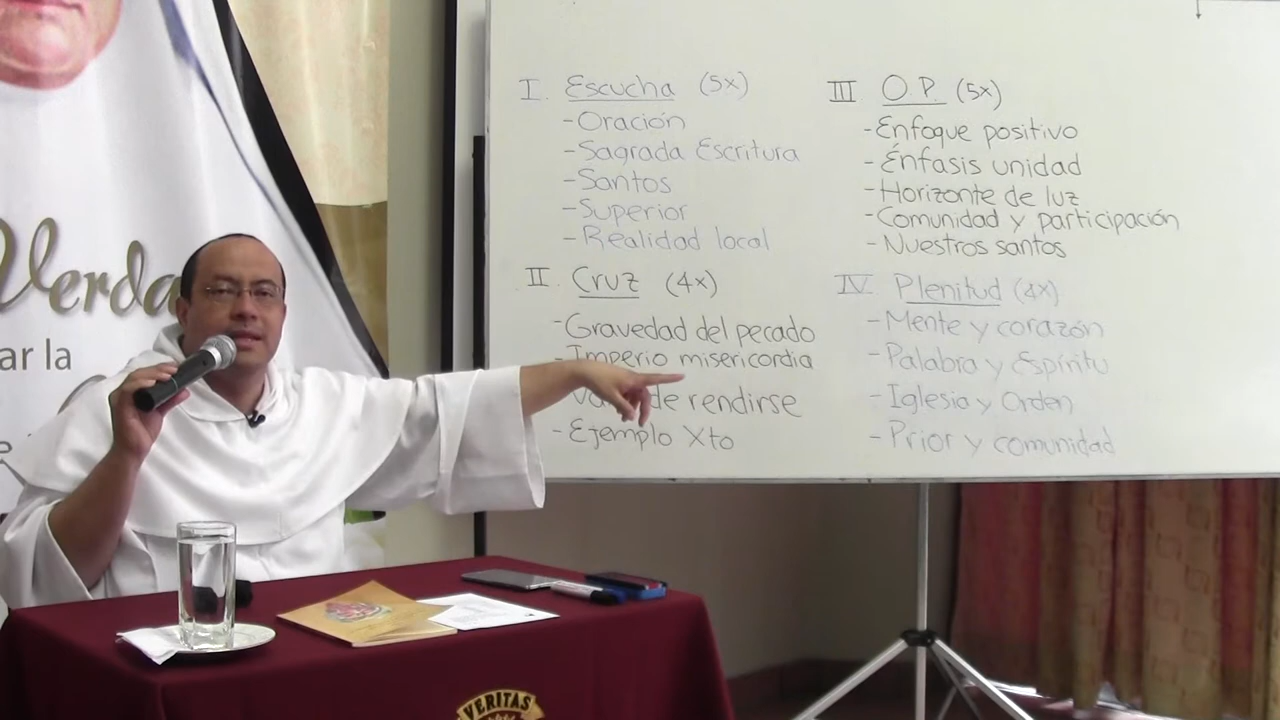 I. Escucha (5x)
- Oración
- Sagrada Escritura
- Santos
- Superior
- Realidad local
II. Cruz (4x)
- Gravedad del pecado
- Imperio misericordia
de rendirse
- Ejemplo Xto
III O.P. (5x)
- Enfoque positivo
- Énfasis unidad
- Horizonte de luz
- Comunidad y participación
- Nuestros santos
IV. Plenitud (4x)
- Mente y corazón
- Palabra y Espíritu
- Iglesia y Orden
- Prior y comunidad
Verda
ar la
VERITAS